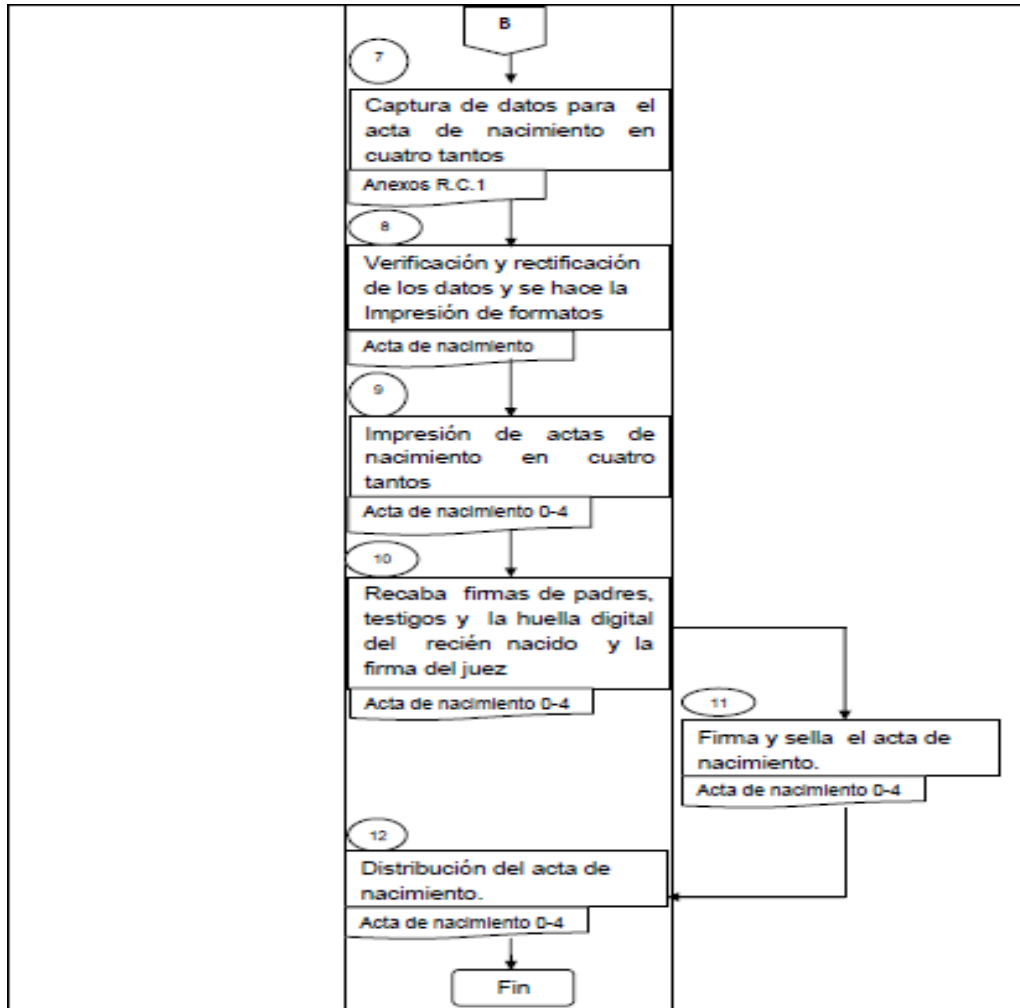 B
7
Captura de datos para el
acta de nacimiento en
cuatro tantos
Anexos R.C.1
8
Verificación y rectificación
de los datos y se hace la
Impresión de formatos
Acta de nacimiento
9
Impresión de actas de
nacimiento en cuatro
tantos
Acta de nacimiento 0-4
10
Recaba firmas de padres,
testigos y la huella digital
del recién nacido y la
firma del juez
Acta de nacimiento 0-4
11
Firma y sella el acta de
nacimiento.
Acta de nacimiento 0-4
12
Distribución del acta de
nacimiento.
Acta de nacimiento 0-4
Fin